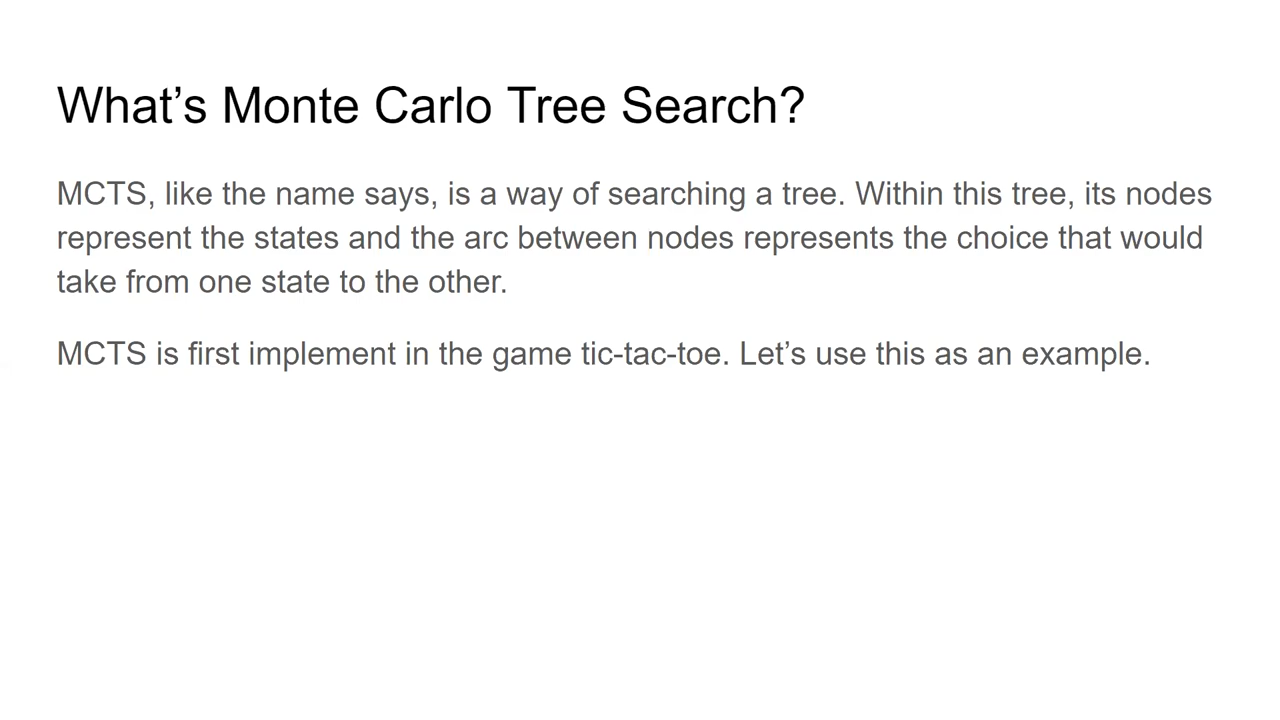 What’s Monte Carlo Tree Search?
MCTS, like the name says, is a way of searching a tree. Within this tree, its nodes
represent the states and the arc between nodes represents the choice that would
take from one state to the other.
MCTS is first implement in the game tic-tac-toe. Let’s use this as an example.